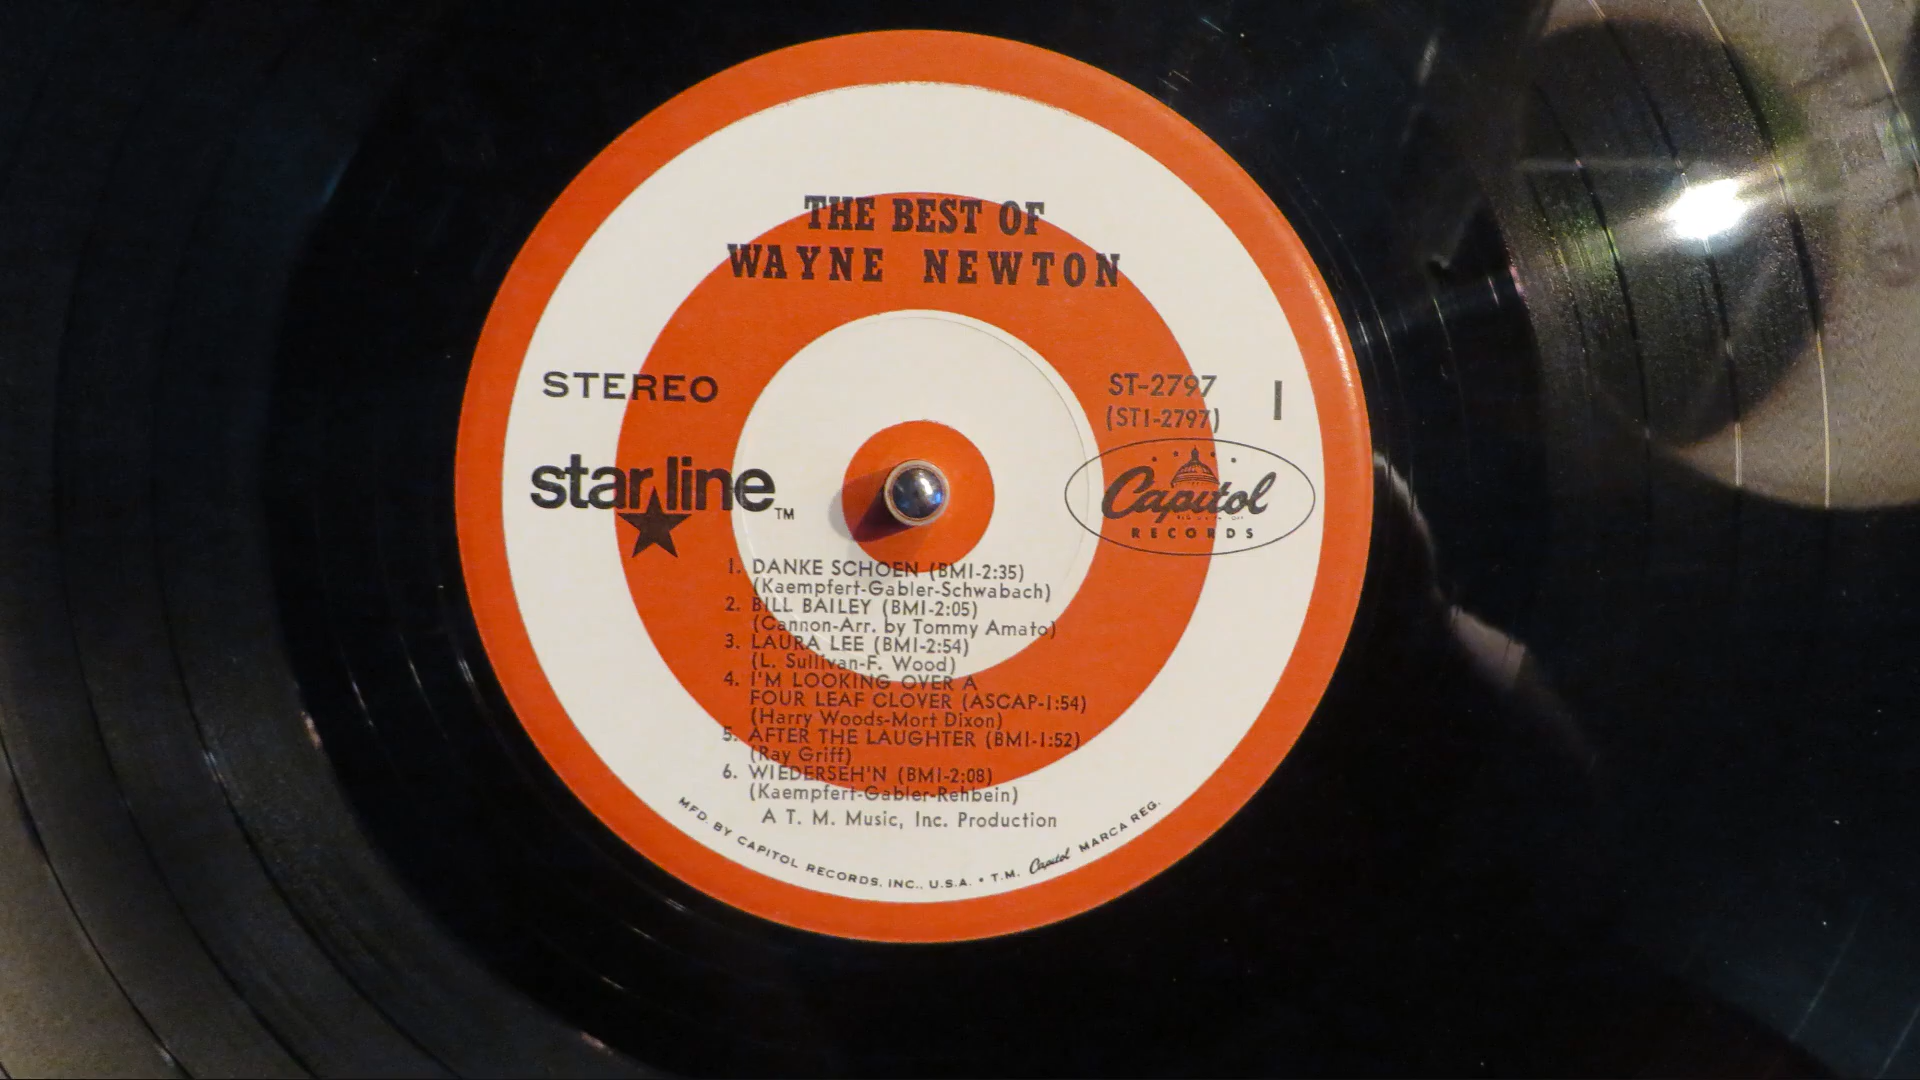 THE BEST OF
WAYNE NEWTON
STEREO
ST-2797
(ST1-2797)
1
starline TM
Capitol
RECORDS
1. DANKE SCHOEN (BMI-2:35)
(Kaempfert-Gabler-Schwabach)
2. BILL BAILEY (BMI-2:05)
(Cannon-Arr. by Tommy Amato)
3. LAURA LEE (BMI-2:54)
(L. Sullivan-F. Wood)
4. I'M LOOKING OVER A
FOUR LEAF CLOVER (ASCAP-1:54)
(Harry Woods-Mort Dixon)
5. AFTER THE LAUGHTER (BMI-1:52)
(Ray Griff)
6. WIEDERSEH'N (BMI-2:08)
(Kaempfert-Gabler-Rehbein)
A T. M. Music, Inc. Production
MFD. BY CAPITOL RECORDS, INC., U.S.A. • T.M. Capitol MARCA REG.